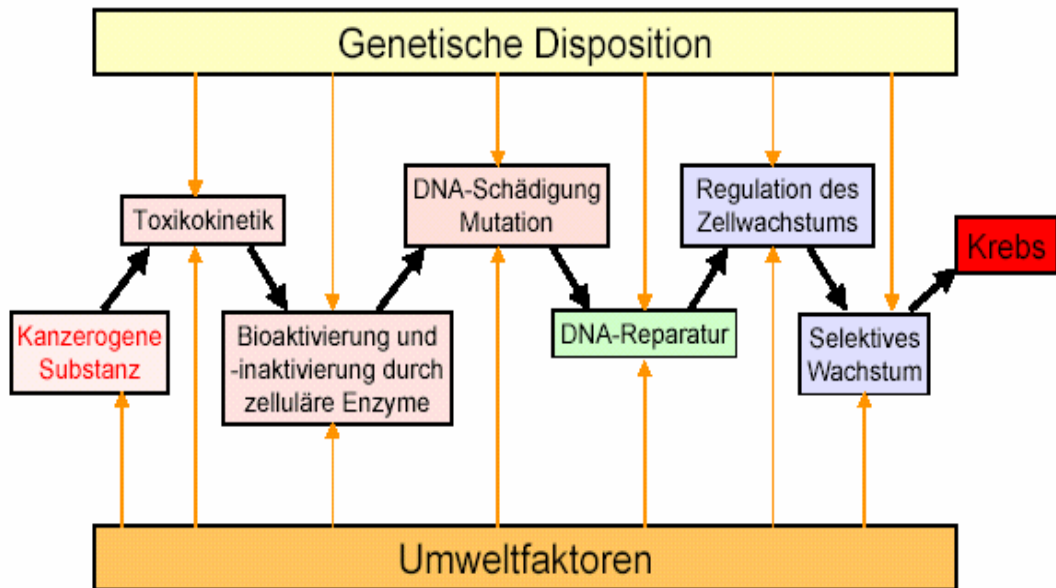 Genetische Disposition
Toxikokinetik
DNA-Schädigung
Mutation
Regulation des
Zellwachstums
Krebs
Kanzerogene
Substanz
Bioaktivierung und
-inaktivierung durch
zelluläre Enzyme
DNA-Reparatur
Selektives
Wachstum
Umweltfaktoren